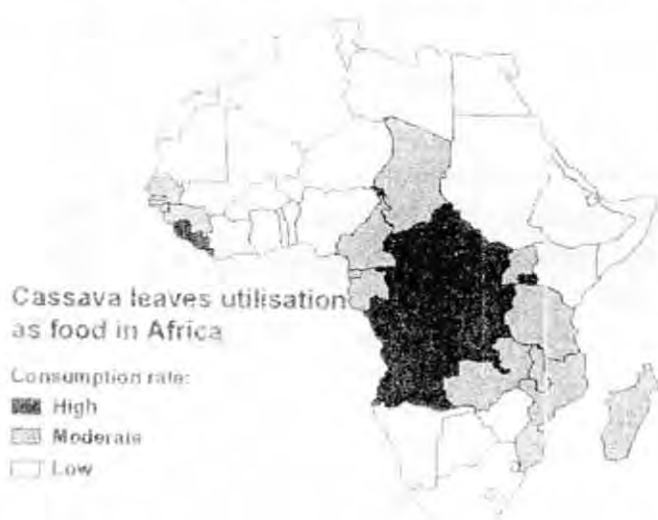 Cassava leaves utilisation
as food in Africa
Consumption rate:
High
Moderate
Low